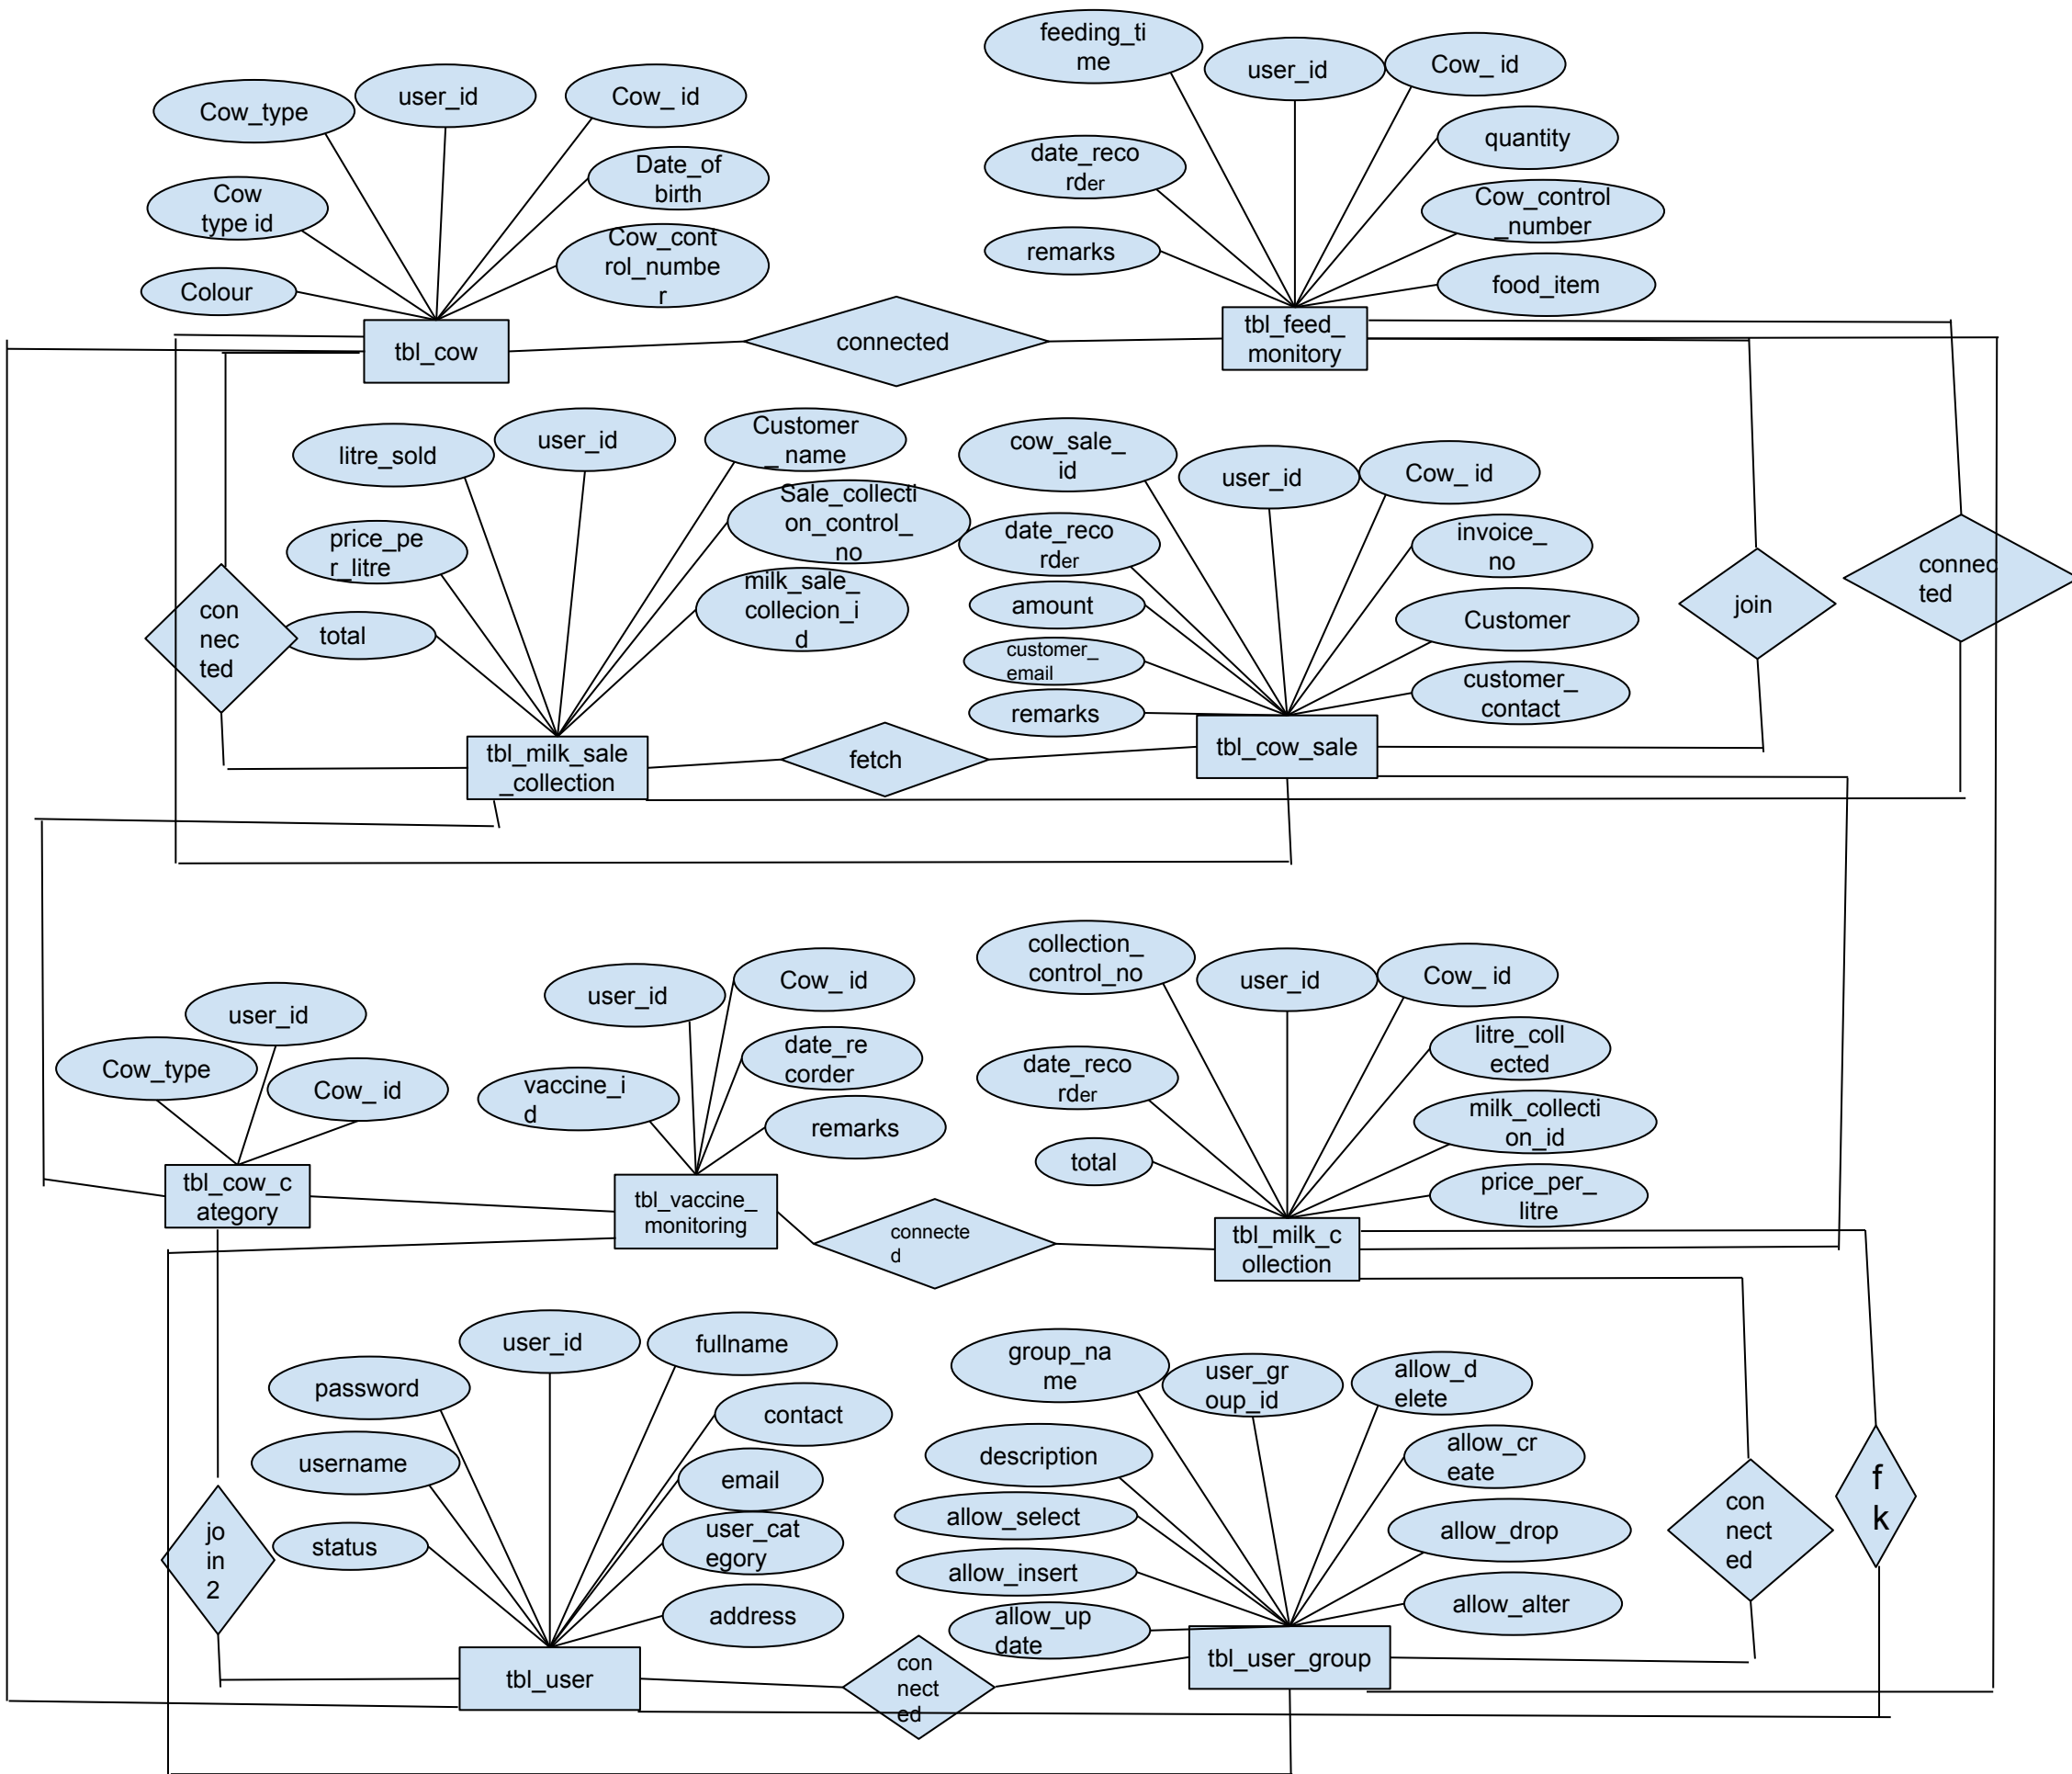 feeding_ti
me
user_id
Cow_ id
Cow_type
user_id
Cow_ id
quantity
date_reco
rder
Date_of
birth
Cow
type id
Cow_control
_number
Cow_cont
rol_numbe
r
remarks
food_item
Colour
tbl_cow
connected
tbl_feed_
monitory
litre_sold
user_id
Customer
_name
cow_sale_
id
user_id
Cow_ id
Sale_collecti
on_control_
no
date_reco
rder
invoice_
no
price_pe
r_litre
milk_sale_
collecion_i
d
amount
Customer
join
connec
ted
con
nec
ted
total
customer_
email
customer_
contact
remarks
tbl_milk_sale
_collection
fetch
tbl_cow_sale
collection_
control_no
user_id
Cow_ id
user_id
Cow_ id
user_id
Cow_type
Cow_ id
date_re
corder
litre_coll
ected
date_reco
rder
vaccine_i
d
remarks
milk_collecti
on_id
total
price_per_
litre
tbl_cow_c
ategory
tbl_vaccine_
monitoring
connecte
d
tbl_milk_c
ollection
user_id
fullname
group_na
me
user_gr
oup_id
allow_d
elete
password
contact
description
allow_cr
eate
username
email
allow_select
allow_drop
con
nect
ed
f
k
jo
in
2
status
user_cat
egory
allow_insert
allow_alter
address
allow_up
date
tbl_user
con
nect
ed
tbl_user_group